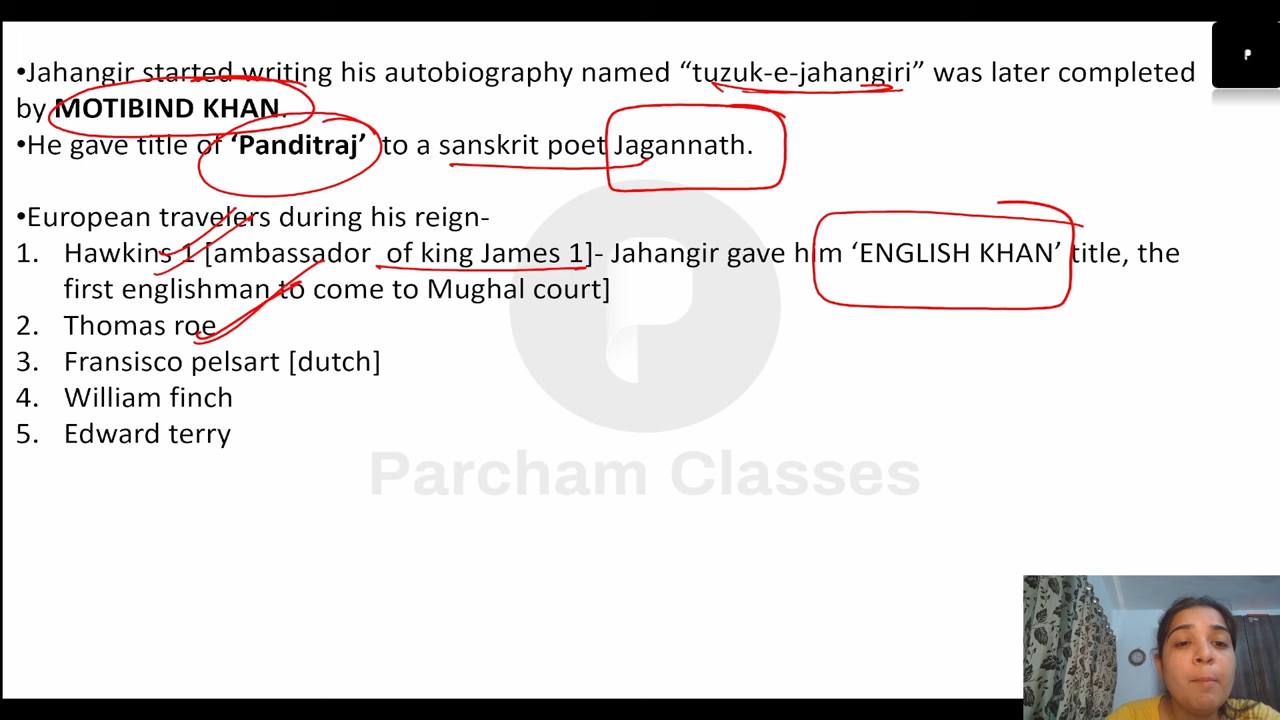 •Jahangir started writing his autobiography named “tuzuk-e-jahangiri” was later completed
by MOTIBIND KHAN.
•He gave title of ‘Panditraj’ to a sanskrit poet Jagannath.
•European travelers during his reign-
1. Hawkins 1 [ambassador of king James 1]- Jahangir gave him ‘ENGLISH KHAN’ title, the
first englishman to come to Mughal court]
2. Thomas roe
3. Fransisco pelsart [dutch]
4. William finch
5. Edward terry
Parcham Classes